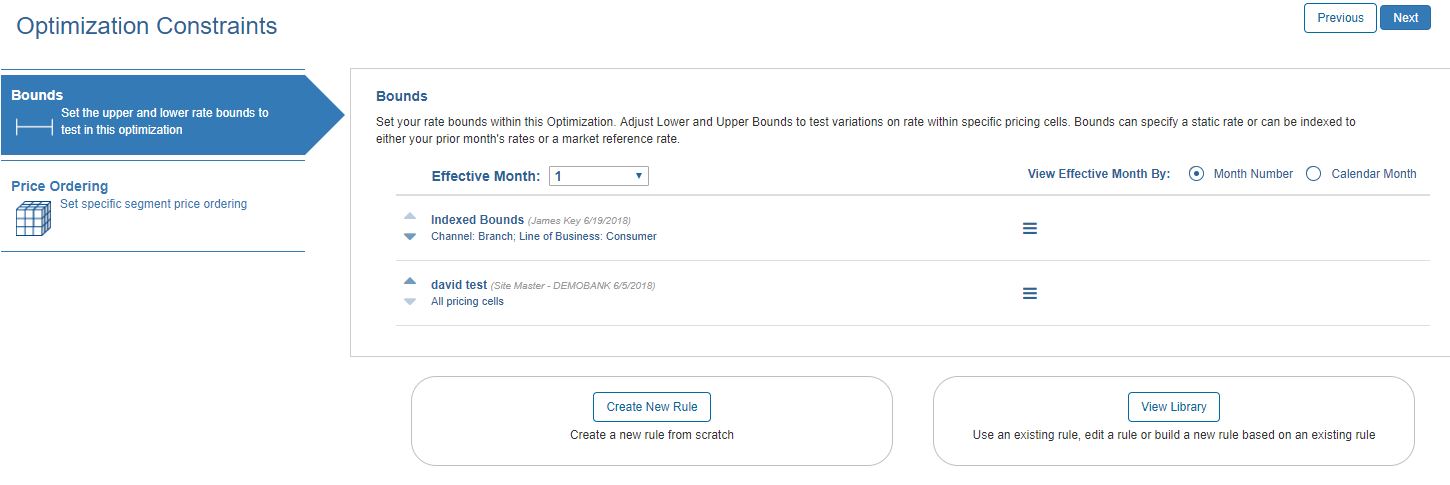 Optimization Constraints
Previous
Next
Bounds
Set the upper and lower rate bounds to
test in this optimization
Price Ordering
Set specific segment price ordering
Bounds
Set your rate bounds within this Optimization. Adjust Lower and Upper Bounds to test variations on rate within specific pricing cells. Bounds can specify a static rate or can be indexed to
either your prior month's rates or a market reference rate.
Effective Month: 1
View Effective Month By: Month Number Calendar Month
Indexed Bounds (James Key 6/19/2018)
Channel: Branch; Line of Business: Consumer
david test (Site Master - DEMOBANK 6/5/2018)
All pricing cells
Create New Rule
Create a new rule from scratch
View Library
Use an existing rule, edit a rule or build a new rule based on an existing rule